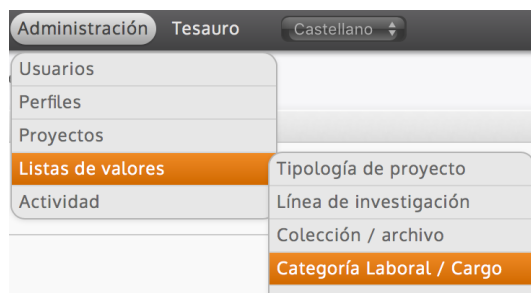 Administración Tesauro Castellano
Usuarios
Perfiles
Proyectos
Listas de valores
Actividad
Tipología de proyecto
Línea de investigación
Colección / archivo
Categoría Laboral / Cargo